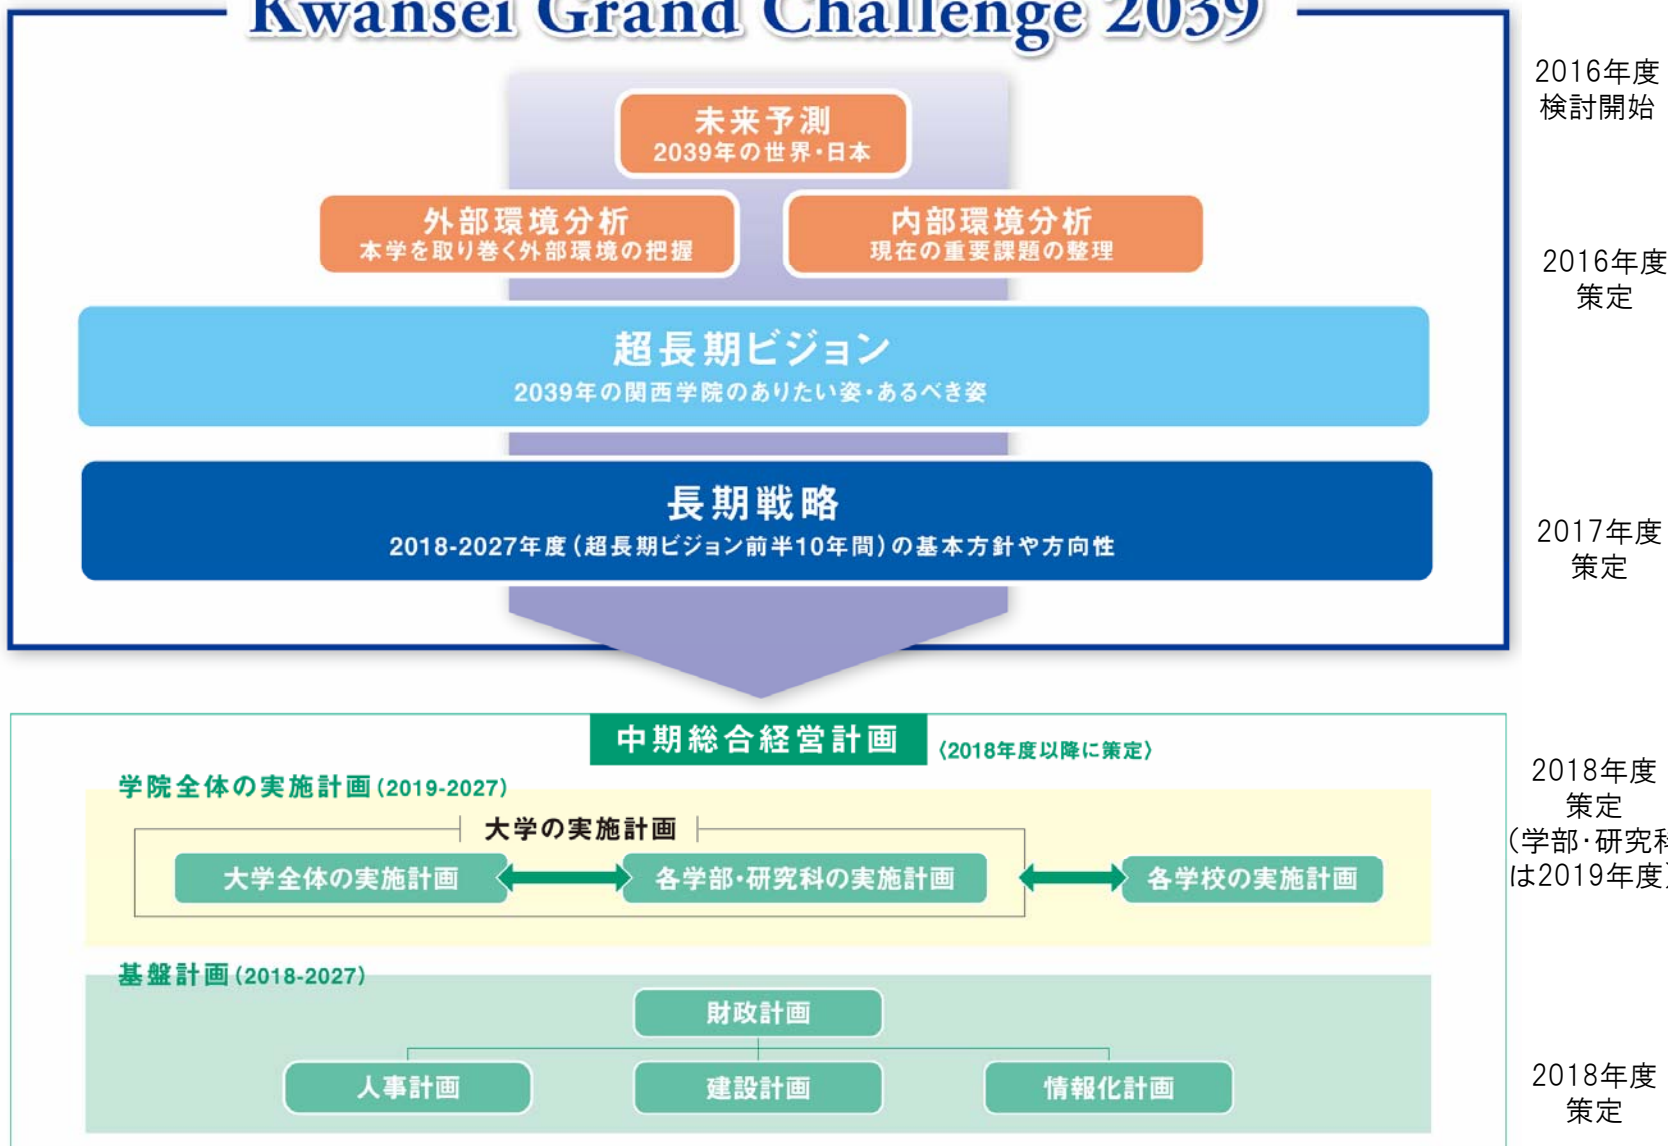 Kwansei Grand Challenge 2039
2016年度
検討開始
未来予測
2039年の世界・日本
外部環境分析
本学を取り巻く外部環境の把握
内部環境分析
現在の重要課題の整理
2016年度
策定
超長期ビジョン
2039年の関西学院のありたい姿・あるべき姿
長期戦略
2018-2027年度（超長期ビジョン前半10年間）の基本方針や方向性
2017年度
策定
中期総合経営計画
〈2018年度以降に策定〉
学院全体の実施計画（2019-2027）
大学の実施計画
大学全体の実施計画
各学部・研究科の実施計画
各学校の実施計画
2018年度
策定
（学部・研究科
は2019年度）
基盤計画（2018-2027）
財政計画
人事計画
建設計画
情報化計画
2018年度
策定